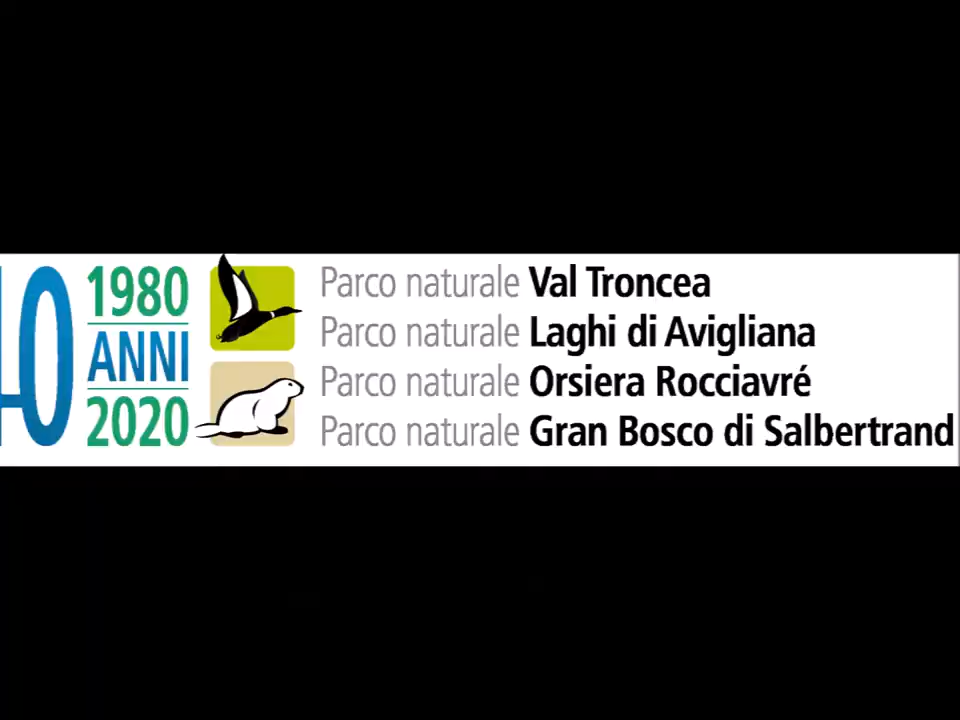 40
1980
ANNI
2020
Parco naturale Val Troncea
Parco naturale Laghi di Avigliana
Parco naturale Orsiera Rocciavré
Parco naturale Gran Bosco di Salbertrand